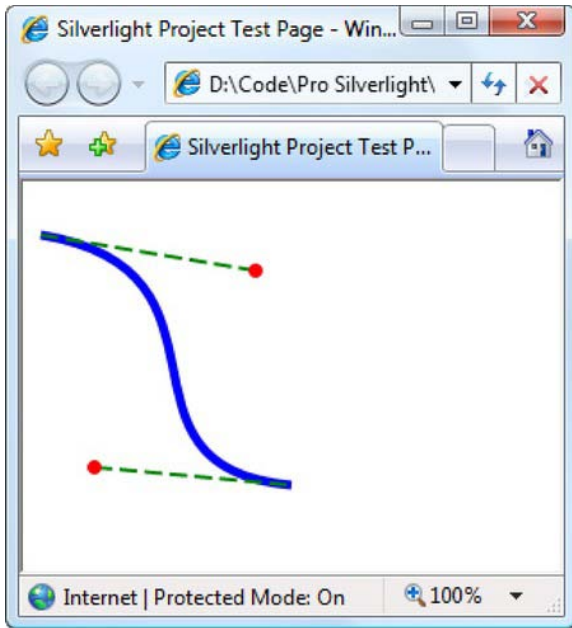 Silverlight Project Test Page - Win...
D:\Code\Pro Silverlight\
Silverlight Project Test P...
Internet | Protected Mode: On
100%